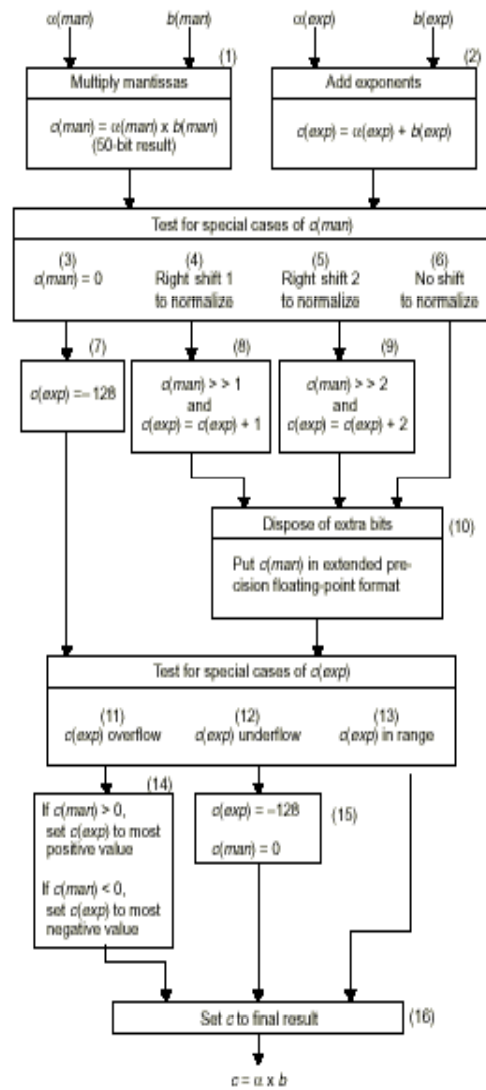 α(man) b(man) α(exp) b(exp)
(1) (2)
Multiply mantissas
c(man) = α(man) x b(man)
(50-bit result)
Add exponents
c(exp) = α(exp) + b(exp)
Test for special cases of c(man)
(3)
c(man) = 0
(4)
Right shift 1
to normalize
(5)
Right shift 2
to normalize
(6)
No shift
to normalize
(7)
c(exp) =– 128
(8)
c(man) > > 1
and
c(exp) = c(exp) + 1
(9)
c(man) > > 2
and
c(exp) = c(exp) + 2
Dispose of extra bits
(10)
Put c(man) in extended pre-
cision floating-point format
Test for special cases of c(exp)
(11)
c(exp) overflow
(12)
c(exp) underflow
(13)
c(exp) in range
(14)
If c(man) > 0,
set c(exp) to most
positive value
If c(man) < 0,
set c(exp) to most
negative value
c(exp) = –128
(15)
c(man) = 0
Set c to final result
(16)
c = α x b